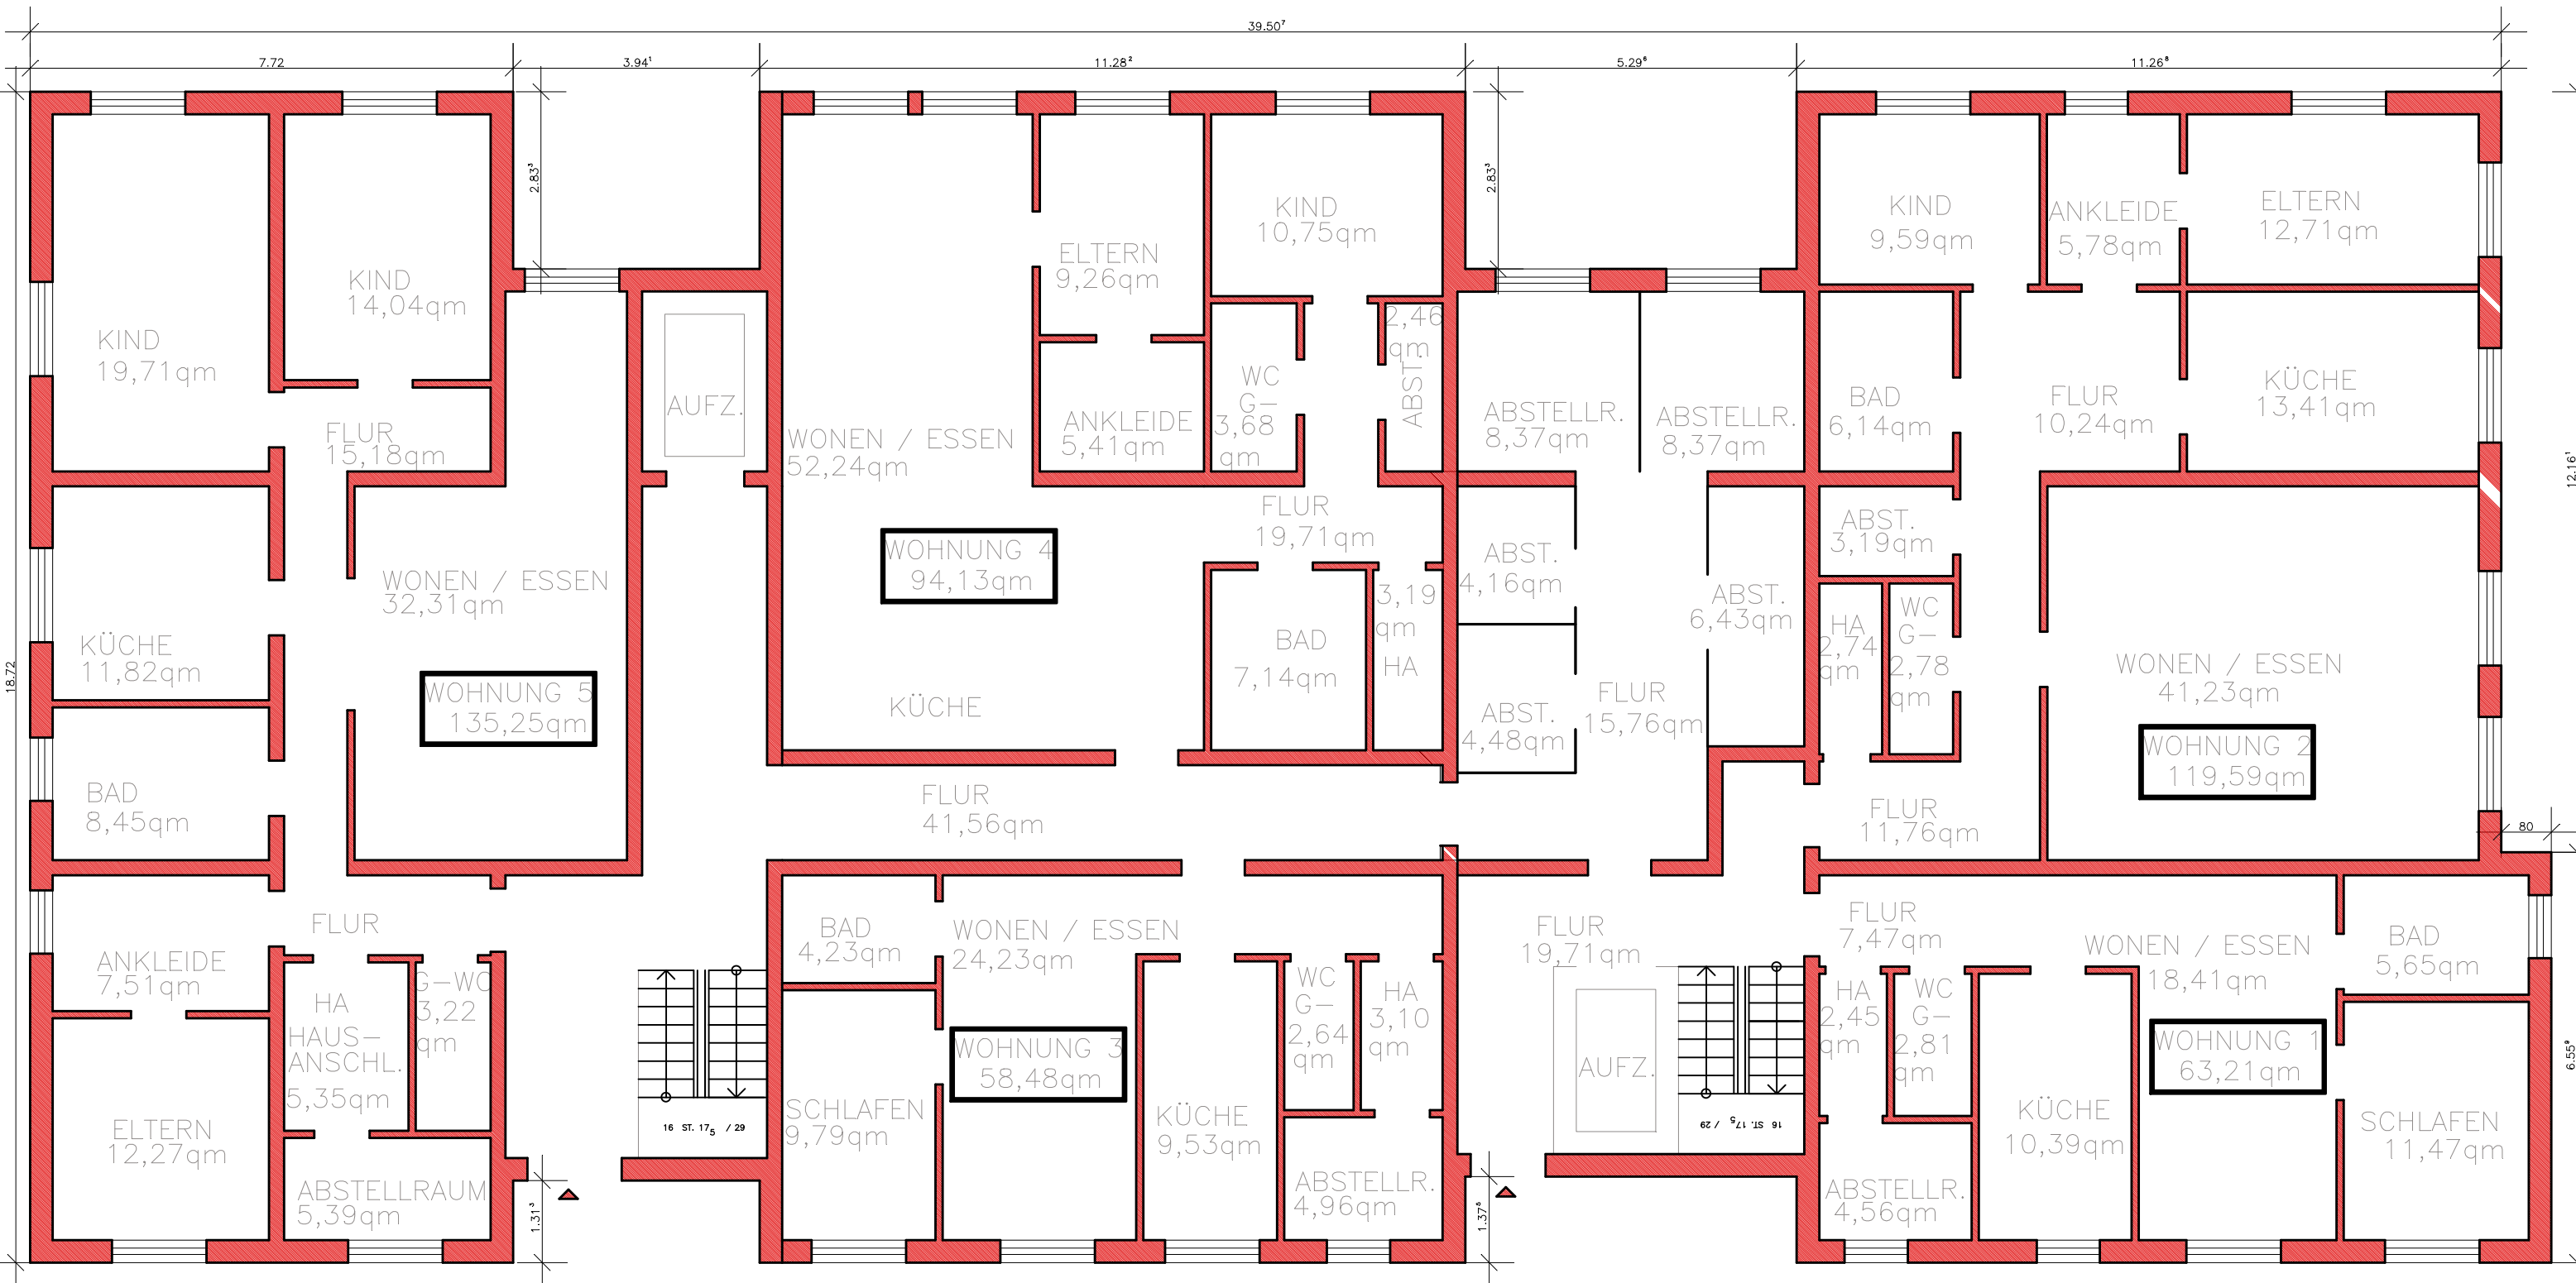 39.50⁷
7.72
3.94¹
11.28²
5.29⁶
11.26⁸
2.83³
2.83³
18.72
12.16¹
80
6.55⁹
1.31³
1.37⁵
KIND
19,71qm
KIND
14,04qm
FLUR
15,18qm
KÜCHE
11,82qm
WONEN / ESSEN
32,31qm
WOHNUNG 5
135,25qm
BAD
8,45qm
FLUR
ANKLEIDE
7,51qm
HA
HAUS-
ANSCHL.
5,35qm
G-WC
3,22
qm
ELTERN
12,27qm
ABSTELLRAUM
5,39qm
AUFZ.
16 ST. 17₅ / 29
WONEN / ESSEN
52,24qm
ELTERN
9,26qm
ANKLEIDE
5,41qm
KIND
10,75qm
WC
G-
3,68
qm
2,46
qm
ABST.
FLUR
19,71qm
WOHNUNG 4
94,13qm
KÜCHE
BAD
7,14qm
3,19
qm
HA
FLUR
41,56qm
BAD
4,23qm
WONEN / ESSEN
24,23qm
WC
G-
2,64
qm
HA
3,10
qm
WOHNUNG 3
58,48qm
SCHLAFEN
9,79qm
KÜCHE
9,53qm
ABSTELLR.
4,96qm
ABSTELLR.
8,37qm
ABSTELLR.
8,37qm
ABST.
4,16qm
ABST.
6,43qm
ABST.
4,48qm
FLUR
15,76qm
FLUR
19,71qm
AUFZ.
16 ST. 17₅ / 29
KIND
9,59qm
ANKLEIDE
5,78qm
ELTERN
12,71qm
BAD
6,14qm
FLUR
10,24qm
KÜCHE
13,41qm
ABST.
3,19qm
HA
2,74
qm
WC
G-
2,78
qm
WONEN / ESSEN
41,23qm
WOHNUNG 2
119,59qm
FLUR
11,76qm
FLUR
7,47qm
WONEN / ESSEN
18,41qm
BAD
5,65qm
HA
2,45
qm
WC
G-
2,81
qm
WOHNUNG 1
63,21qm
KÜCHE
10,39qm
SCHLAFEN
11,47qm
ABSTELLR.
4,56qm